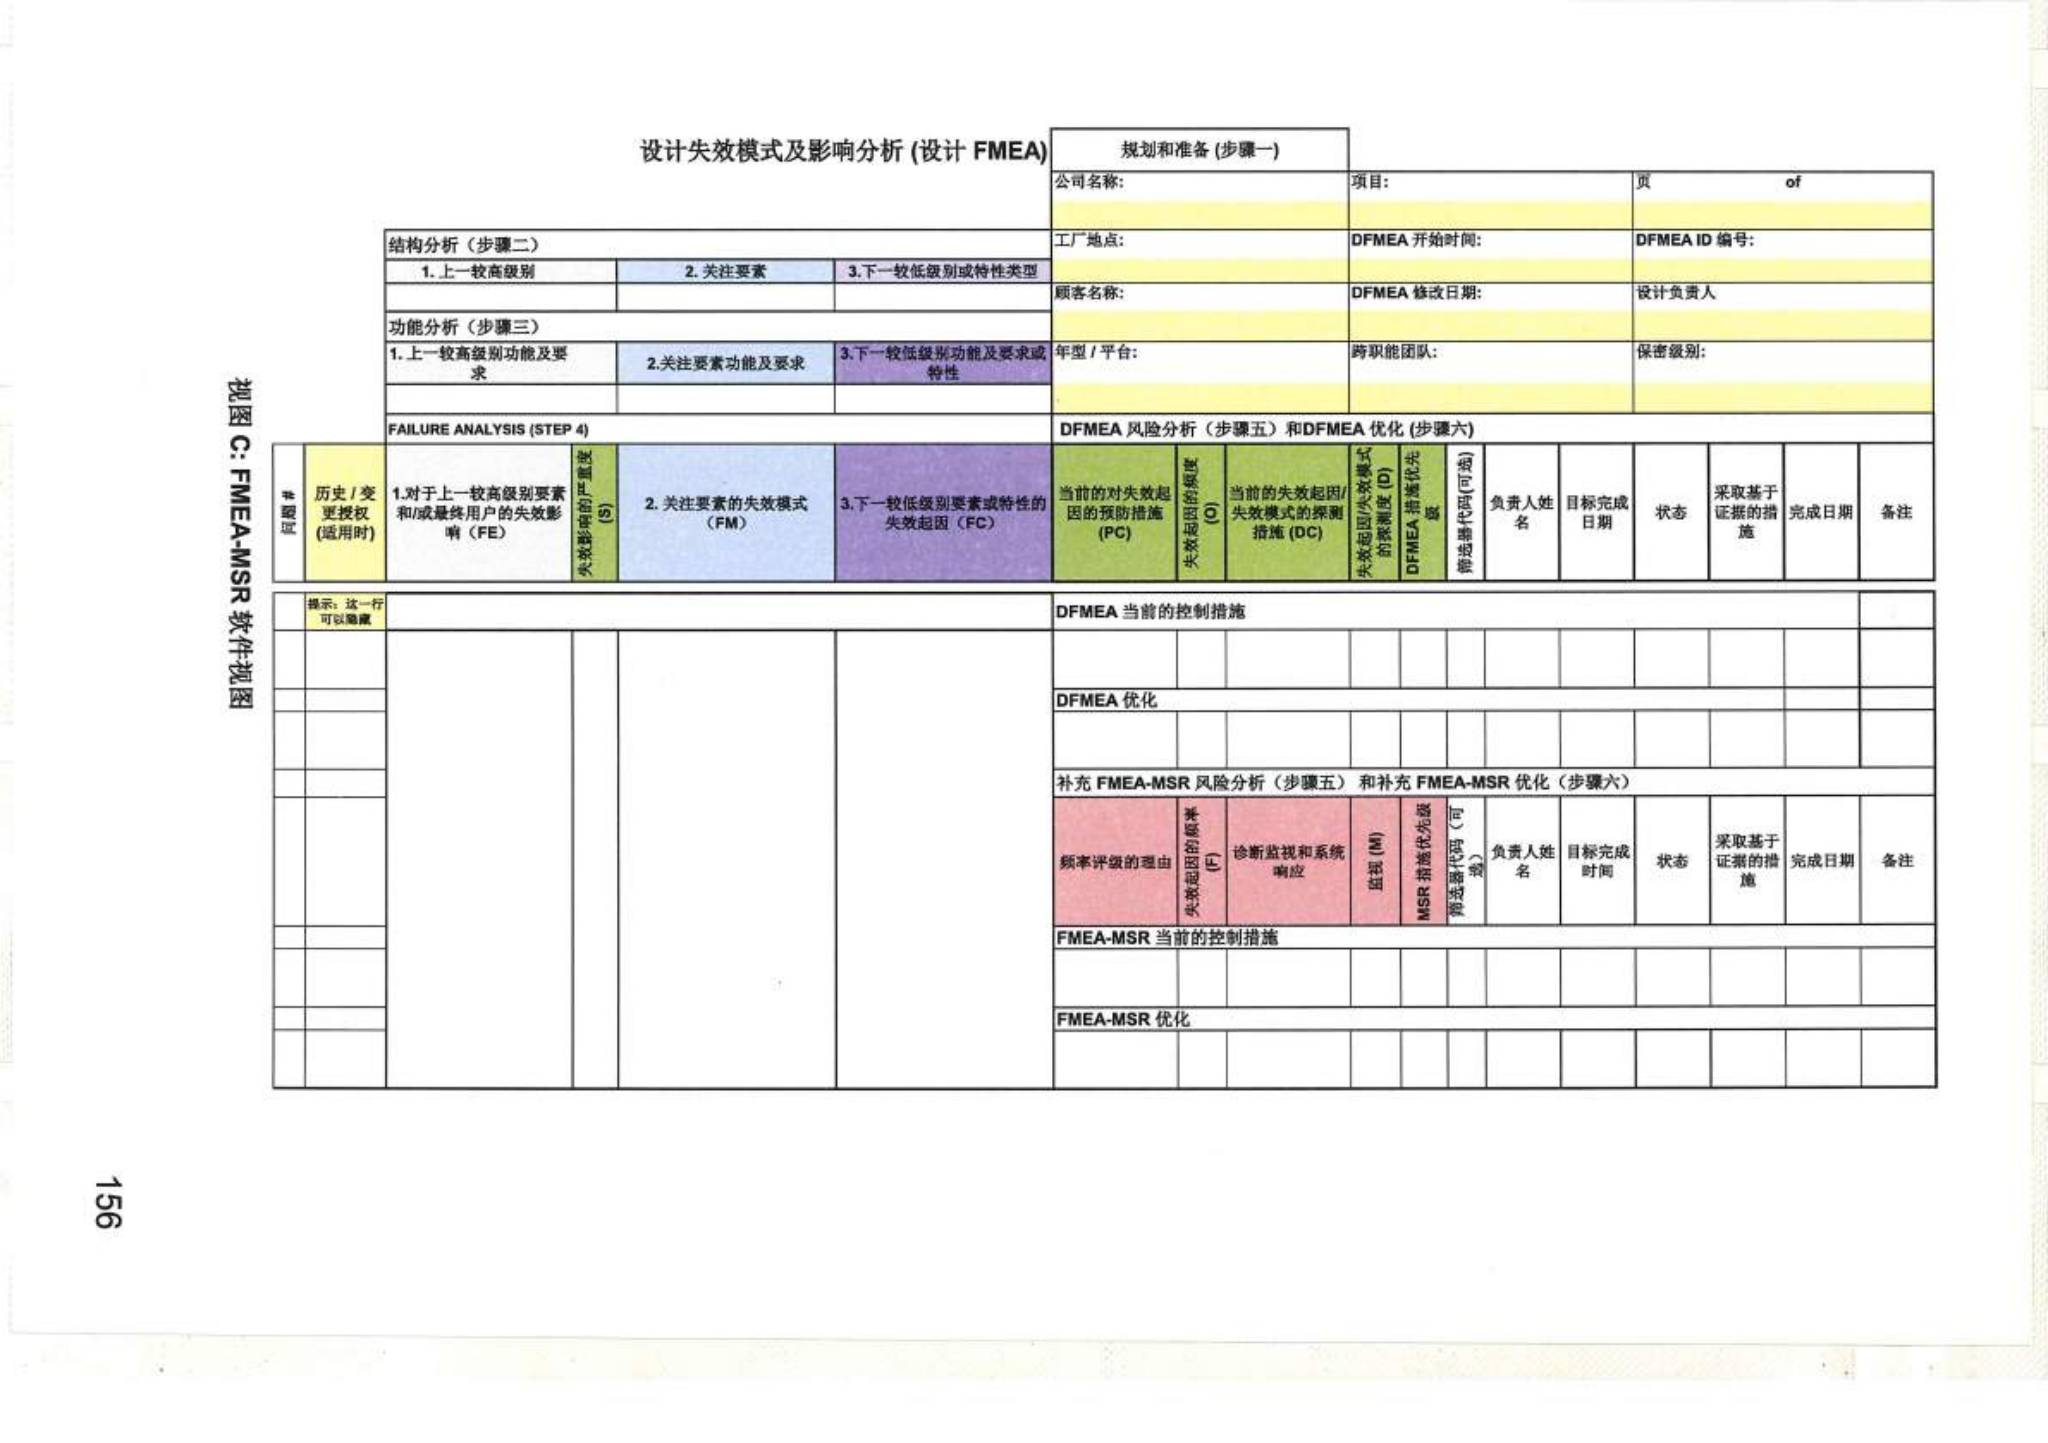 设计失效模式及影响分析 (设计 FMEA)
规划和准备 (步骤一)
公司名称:
项目:
页 of
结构分析（步骤二）
工厂地点:
DFMEA 开始时间:
DFMEA ID 编号:
1. 上一较高级别
2. 关注要素
3.下一较低级别或特性类型
顾客名称:
DFMEA 修改日期:
设计负责人
功能分析（步骤三）
1. 上一较高级别功能及要
求
2.关注要素功能及要求
3.下一较低级别功能及要求或
特性
年型 / 平台:
跨职能团队:
保密级别:
FAILURE ANALYSIS (STEP 4)
DFMEA 风险分析（步骤五）和DFMEA 优化 (步骤六)
问题 #
历史 / 变
更授权
(适用时)
1.对于上一较高级别要素
和/或最终用户的失效影
响（FE）
失效影响的严重度
(S)
2. 关注要素的失效模式
（FM）
3.下一较低级别要素或特性的
失效起因（FC）
当前的对失效起
因的预防措施
(PC)
失效起因的频度
(O)
当前的失效起因/
失效模式的探测
措施 (DC)
失效起因/失效模式
的探测度 (D)
DFMEA 措施优先
级
筛选器代码(可选)
负责人姓
名
目标完成
日期
状态
采取基于
证据的措
施
完成日期
备注
提示：这一行
可以隐藏
DFMEA 当前的控制措施
DFMEA 优化
补充 FMEA-MSR 风险分析（步骤五） 和补充 FMEA-MSR 优化（步骤六）
频率评级的理由
失效起因的频率
(F)
诊断监视和系统
响应
监视 (M)
MSR 措施优先级
筛选器代码（可
选）
负责人姓
名
目标完成
时间
状态
采取基于
证据的措
施
完成日期
备注
FMEA-MSR 当前的控制措施
FMEA-MSR 优化
视图 C: FMEA-MSR 软件视图
156